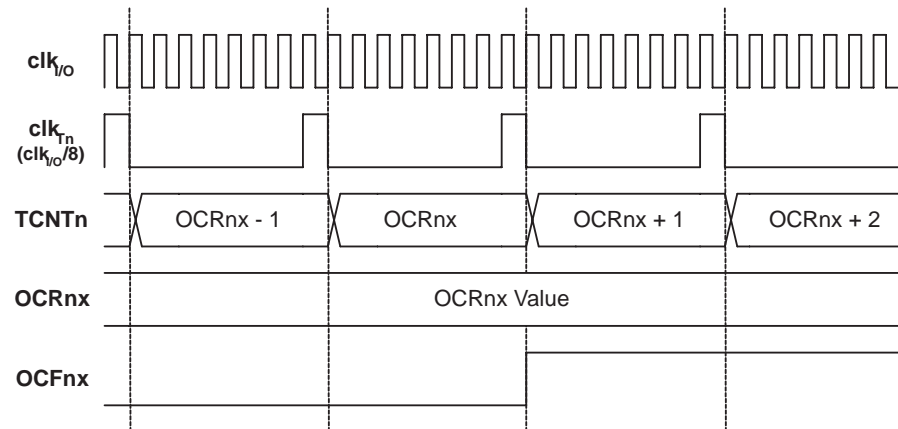 clkI/O
clkTn
(clkI/O/8)
TCNTn OCRnx - 1 OCRnx OCRnx + 1 OCRnx + 2
OCRnx OCRnx Value
OCFnx